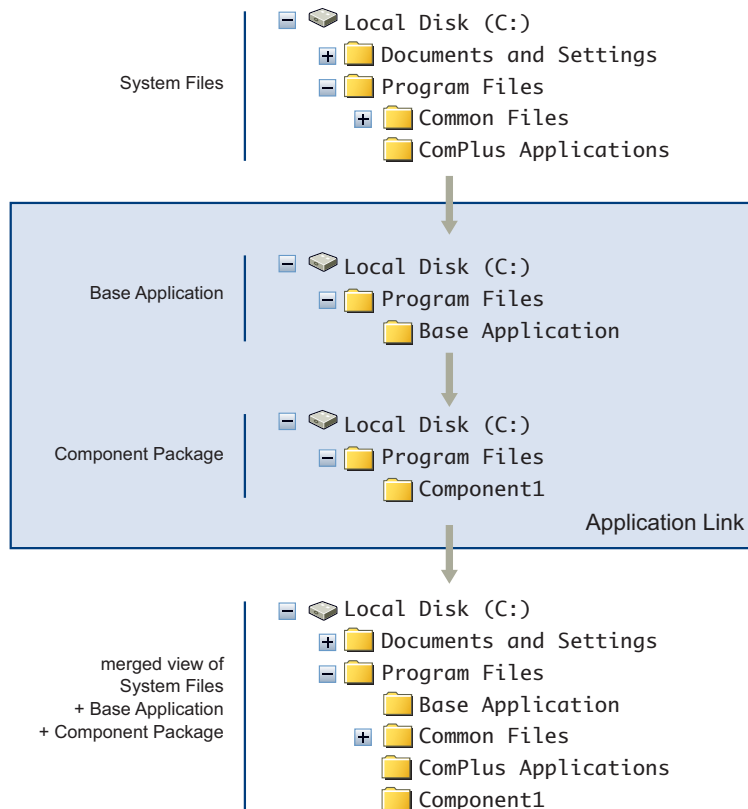 System Files
Local Disk (C:)
Documents and Settings
Program Files
Common Files
ComPlus Applications
Base Application
Local Disk (C:)
Program Files
Base Application
Component Package
Local Disk (C:)
Program Files
Component1
Application Link
merged view of
System Files
+ Base Application
+ Component Package
Local Disk (C:)
Documents and Settings
Program Files
Base Application
Common Files
ComPlus Applications
Component1